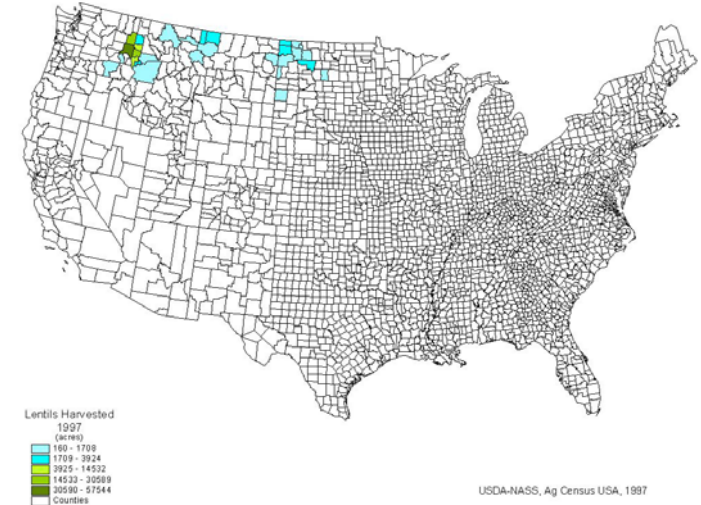 Lentils Harvested
1997
(acres)
160 - 1708
1709 - 3924
3925 - 14532
14533 - 30589
30590 - 57544
Counties
USDA-NASS, Ag Census USA, 1997